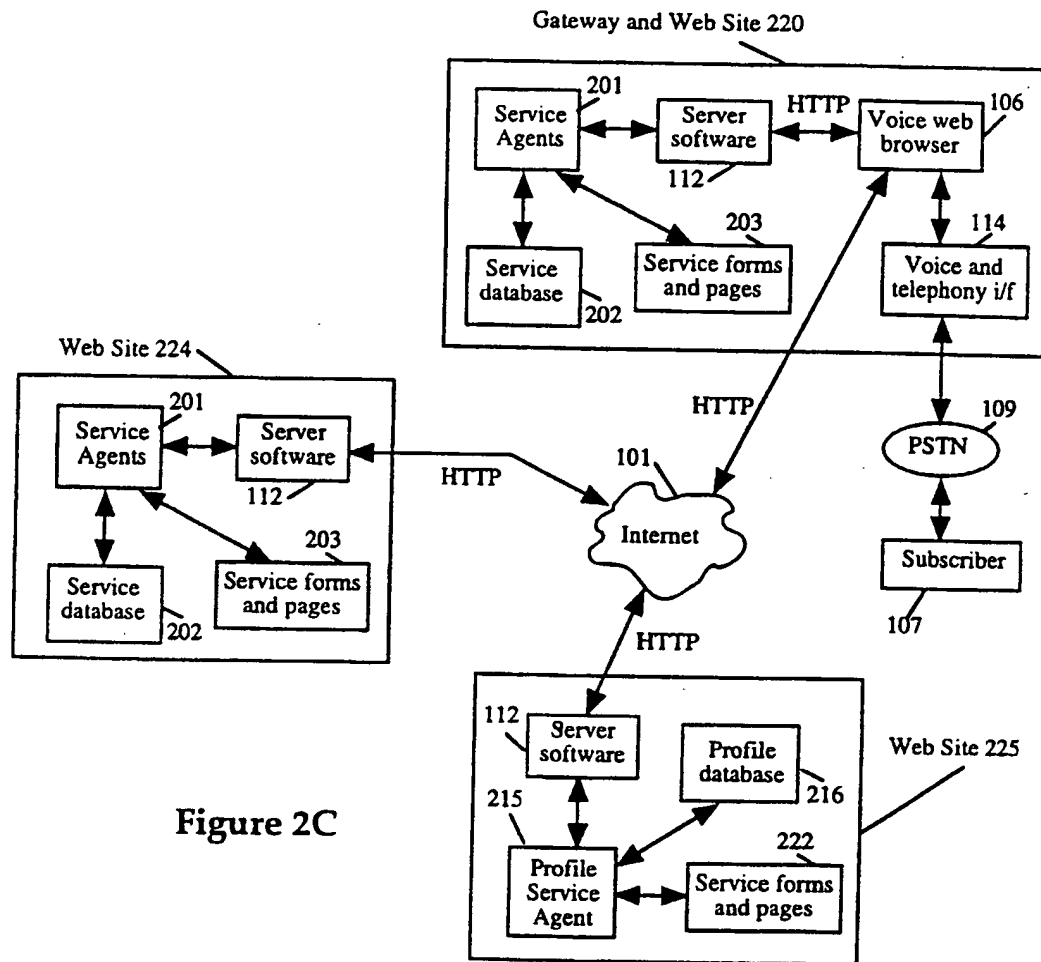 Gateway and Web Site 220
201
Service
Agents
Server
software
112
HTTP
Voice web
browser
106
203
114
Service
database
202
Service forms
and pages
Voice and
telephony i/f
Web Site 224
201
Service
Agents
Server
software
112
HTTP
HTTP
109
PSTN
101
Internet
203
Service
database
202
Service forms
and pages
Subscriber
107
HTTP
112
Server
software
Profile
database
216
Web Site 225
215
Profile
Service
Agent
222
Service forms
and pages
Figure 2C